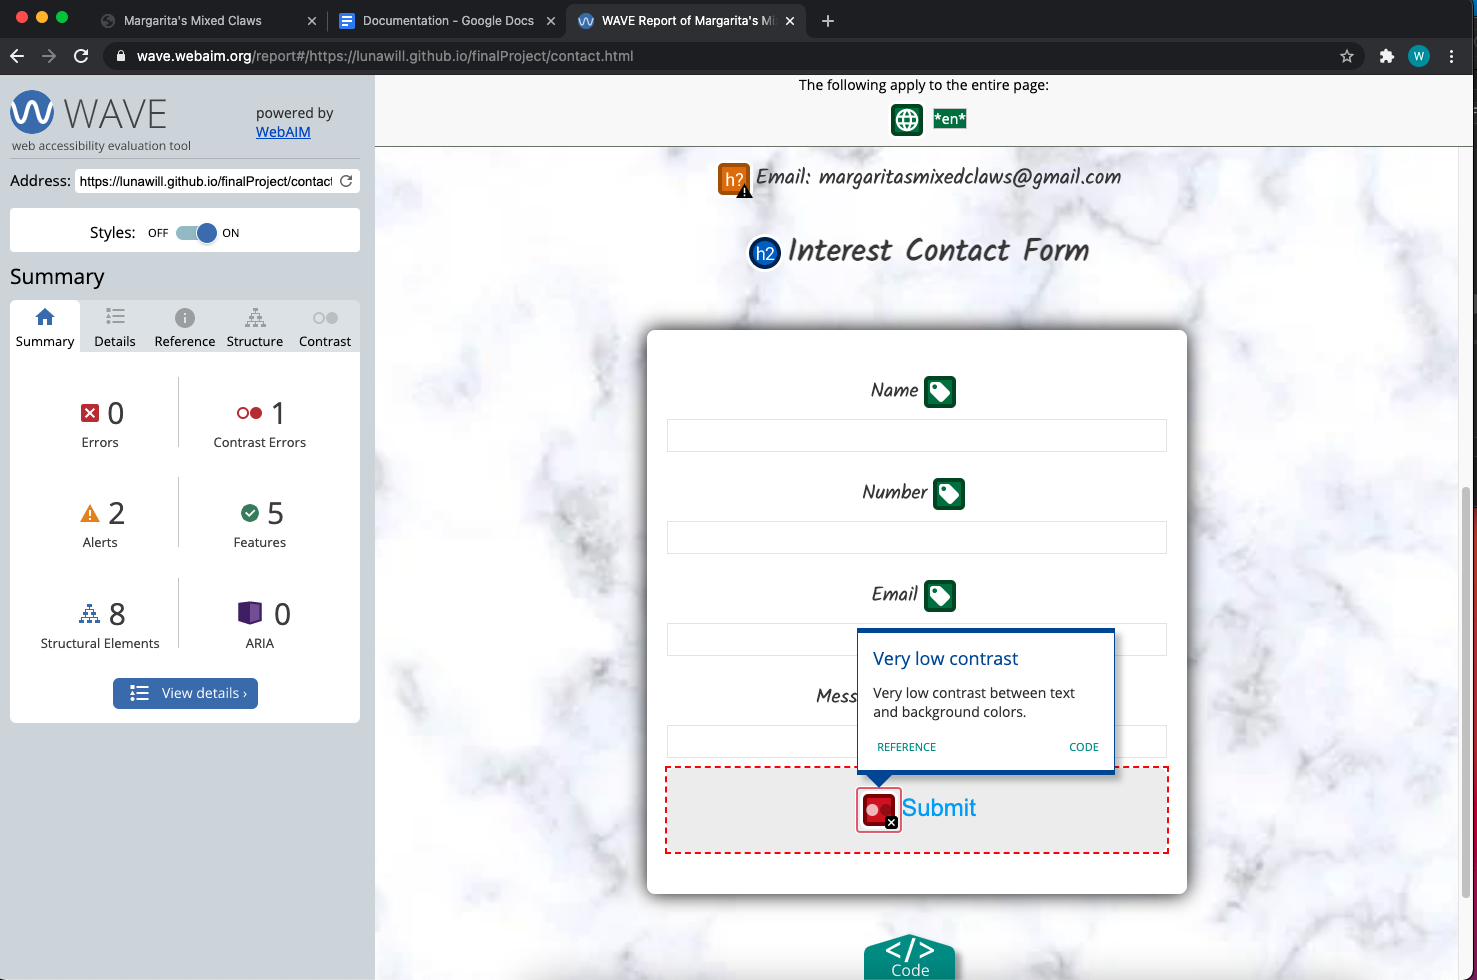 Margarita's Mixed Claws
Documentation - Google Docs
WAVE Report of Margarita's Mi
wave.webaim.org/report#/https://lunawill.github.io/finalProject/contact.html
W
WAVE
powered by
WebAIM
web accessibility evaluation tool
Address: https://lunawill.github.io/finalProject/contact
Styles: OFF ON
Summary
Summary Details Reference Structure Contrast
0 1
Errors Contrast Errors
2 5
Alerts Features
8 0
Structural Elements ARIA
View details ›
The following apply to the entire page:
*en*
h? Email: margaritasmixedclaws@gmail.com
h2 Interest Contact Form
Name
Number
Email
Mess
Very low contrast
Very low contrast between text
and background colors.
REFERENCE CODE
Submit
</>
Code